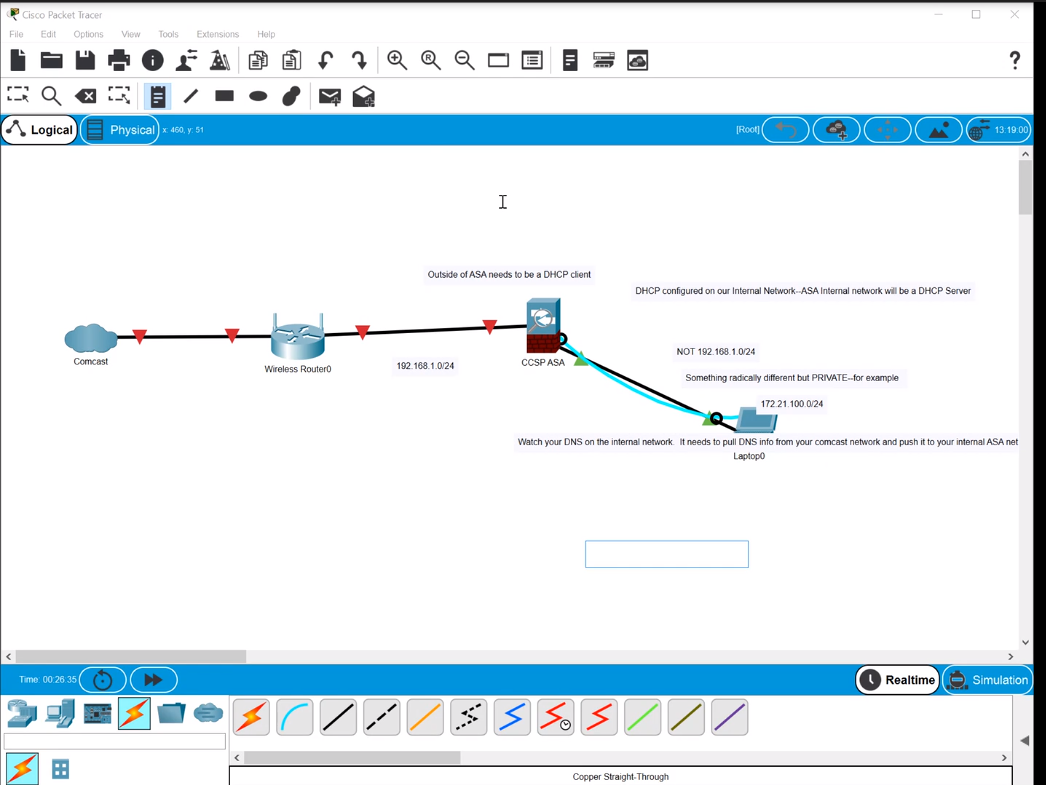 Cisco Packet Tracer
File Edit Options View Tools Extensions Help
?
Logical Physical x: 460, y: 51 [Root] 13:19:00
Outside of ASA needs to be a DHCP client
DHCP configured on our Internal Network--ASA Internal network will be a DHCP Server
Comcast
Wireless Router0
192.168.1.0/24
CCSP ASA
NOT 192.168.1.0/24
Something radically different but PRIVATE--for example
172.21.100.0/24
Watch your DNS on the internal network. It needs to pull DNS info from your comcast network and push it to your internal ASA net
Laptop0
Time: 00:26:35 Realtime Simulation
Copper Straight-Through